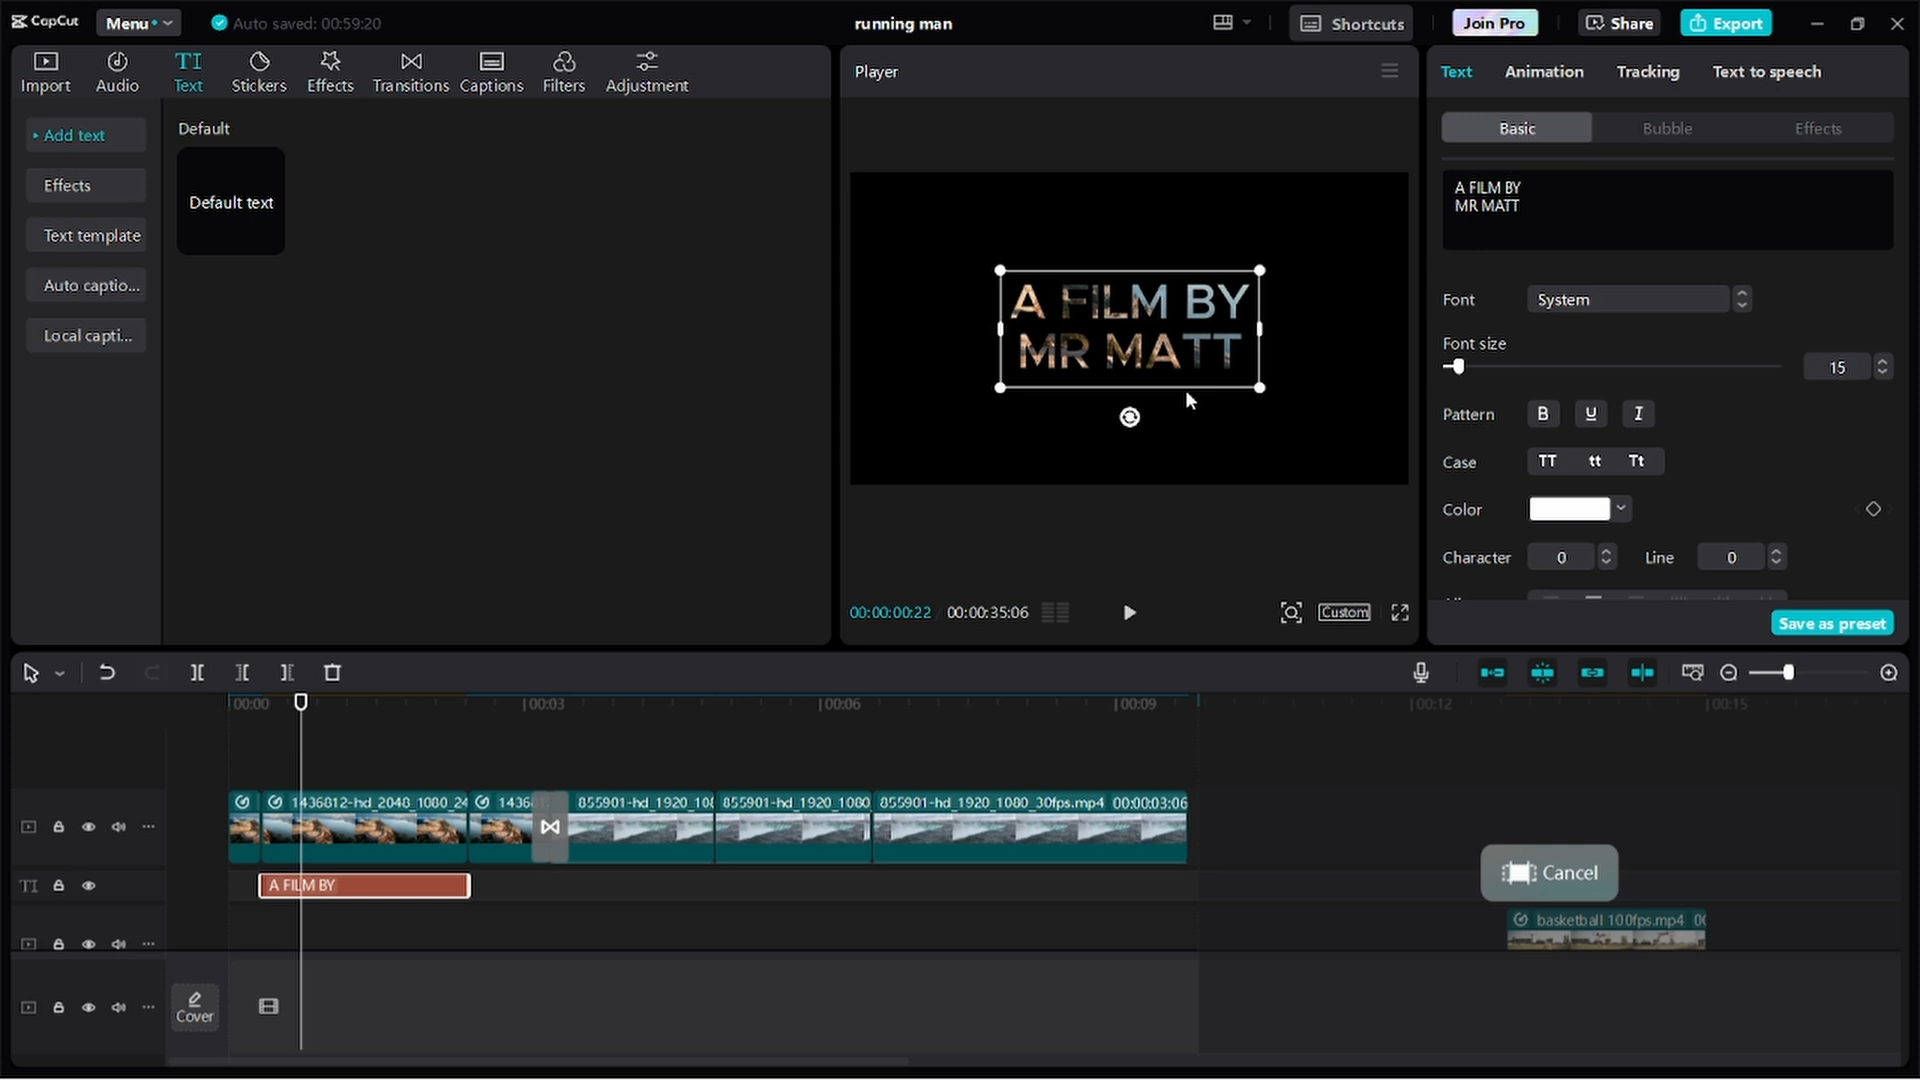 CapCut
Menu
Auto saved: 00:59:20
running man
Shortcuts
Join Pro
Share
Export
Import
Audio
TI
Text
Stickers
Effects
Transitions
Captions
Filters
Adjustment
Add text
Effects
Text template
Auto captio...
Local capti...
Default
Default text
Player
A FILM BY
MR MATT
00:00:00:22
00:00:35:06
Custom
Text
Animation
Tracking
Text to speech
Basic
Bubble
Effects
A FILM BY
MR MATT
Font
System
Font size
15
Pattern
B U I
Case
TT tt Tt
Color
Character
0
Line
0
Save as preset
00:00
00:03
00:06
00:09
00:12
00:15
1436812-hd_2048_1080_24
1436
855901-hd_1920_108
855901-hd_1920_1080
855901-hd_1920_1080_30fps.mp4 00:00:03:06
TI
A FILM BY
Cancel
basketball 100fps.mp4
Cover